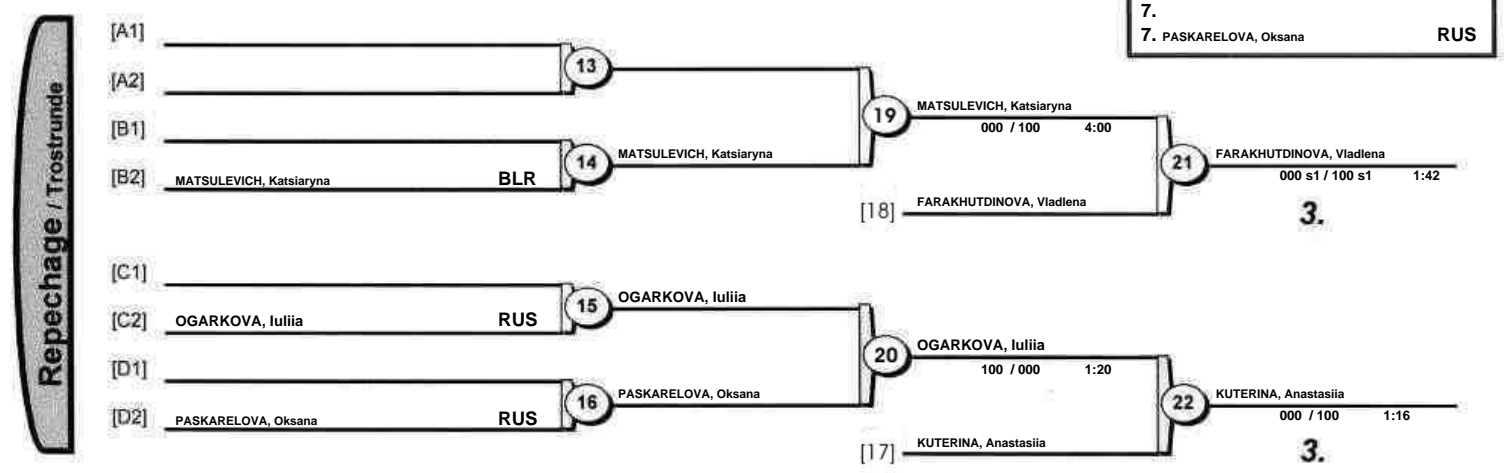 7.
7. PASKARELOVA, Oksana RUS
Repechage / Trostrunde
[A1]
13
[A2]
[B1]
14
MATSULEVICH, Katsiaryna
[B2] MATSULEVICH, Katsiaryna BLR
19
MATSULEVICH, Katsiaryna
000 / 100 4:00
21
FARAKHUTDINOVA, Vladlena
000 s1 / 100 s1 1:42
[18] FARAKHUTDINOVA, Vladlena
3.
[C1]
15
OGARKOVA, Iuliia
[C2] OGARKOVA, Iuliia RUS
[D1]
16
PASKARELOVA, Oksana
[D2] PASKARELOVA, Oksana RUS
20
OGARKOVA, Iuliia
100 / 000 1:20
22
KUTERINA, Anastasiia
000 / 100 1:16
[17] KUTERINA, Anastasiia
3.